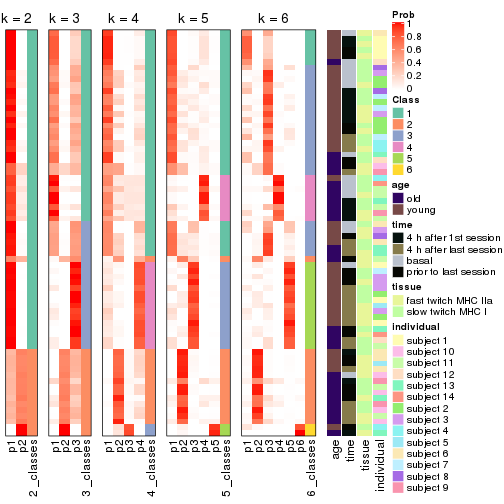 k = 2
k = 3
k = 4
k = 5
k = 6
p1
p2
2_classes
p1
p2
p3
3_classes
p1
p2
p3
p4
4_classes
p1
p2
p3
p4
p5
5_classes
p1
p2
p3
p4
p5
p6
6_classes
age
time
tissue
individual
Prob
1
0.8
0.6
0.4
0.2
0
Class
1
2
3
4
5
6
age
old
young
time
4 h after 1st session
4 h after last session
basal
prior to last session
tissue
fast twitch MHC IIa
slow twitch MHC I
individual
subject 1
subject 10
subject 11
subject 12
subject 13
subject 14
subject 2
subject 3
subject 4
subject 5
subject 6
subject 7
subject 8
subject 9